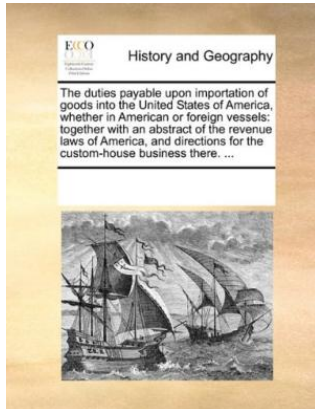 ECCO
History and Geography
The duties payable upon importation of
goods into the United States of America,
whether in American or foreign vessels:
together with an abstract of the revenue
laws of America, and directions for the
custom-house business there. ...